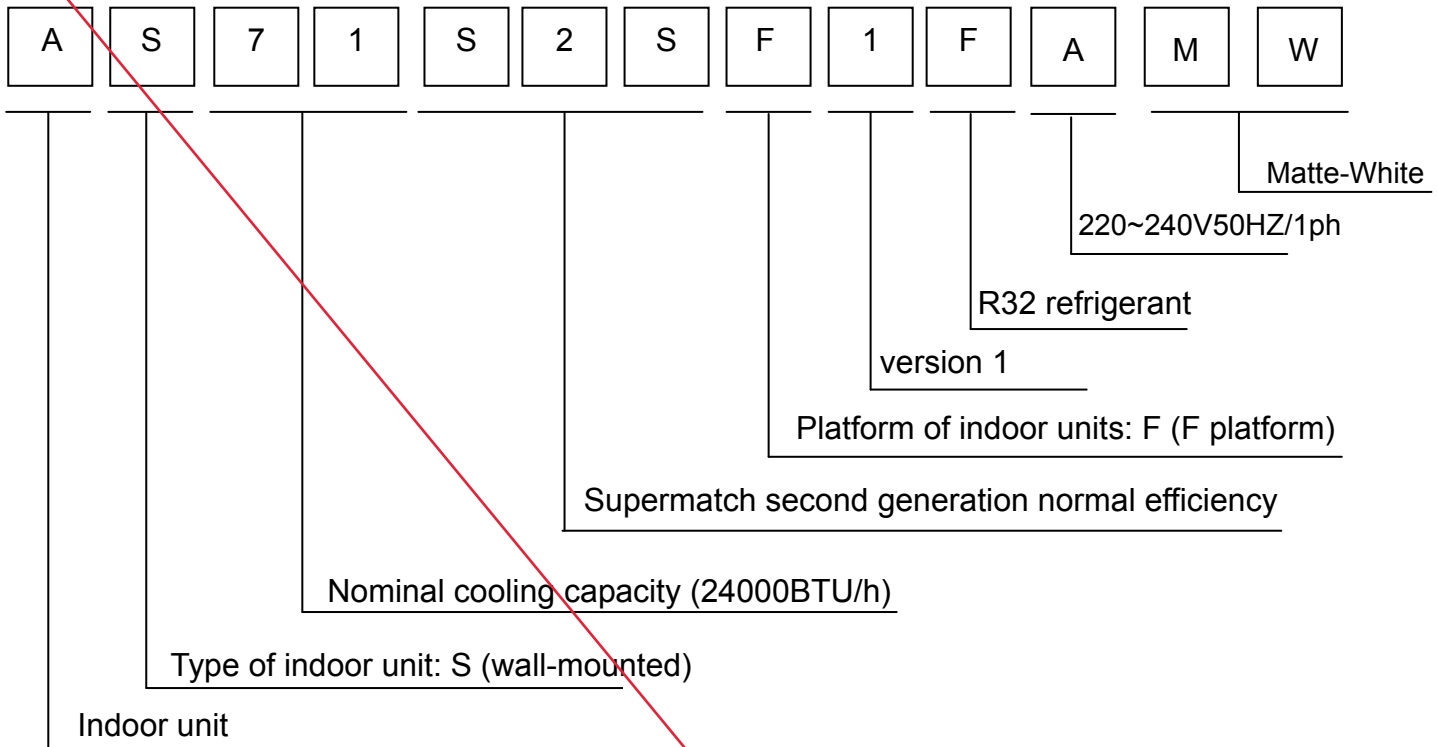 A S 7 1 S 2 S F 1 F A M W
Matte-White
220~240V50HZ/1ph
R32 refrigerant
version 1
Platform of indoor units: F (F platform)
Supermatch second generation normal efficiency
Nominal cooling capacity (24000BTU/h)
Type of indoor unit: S (wall-mounted)
Indoor unit